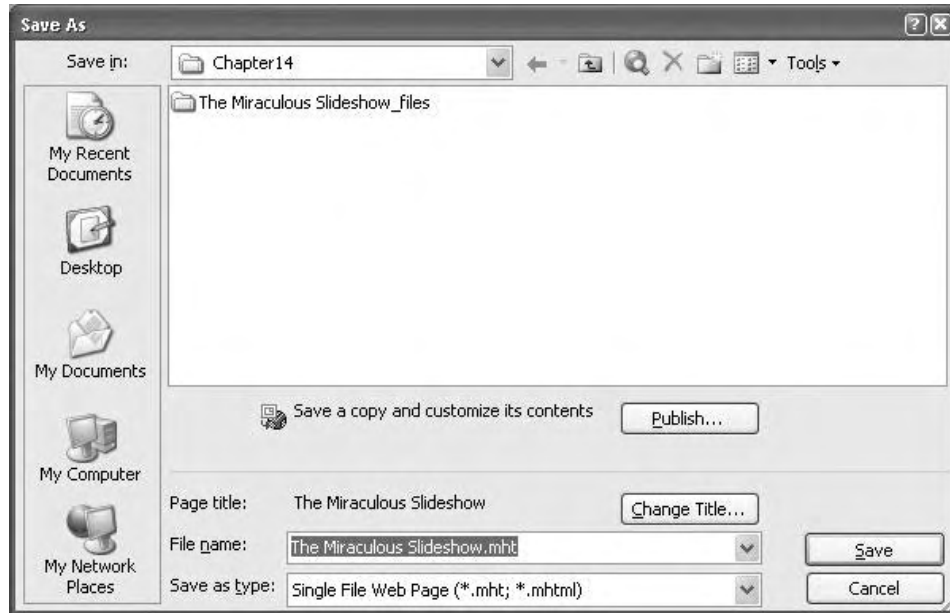 Save As
Save in:
Chapter14
Tools
The Miraculous Slideshow_files
My Recent
Documents
Desktop
My Documents
My Computer
My Network
Places
Save a copy and customize its contents
Publish...
Page title:
The Miraculous Slideshow
Change Title...
File name:
The Miraculous Slideshow.mht
Save
Save as type:
Single File Web Page (*.mht; *.mhtml)
Cancel